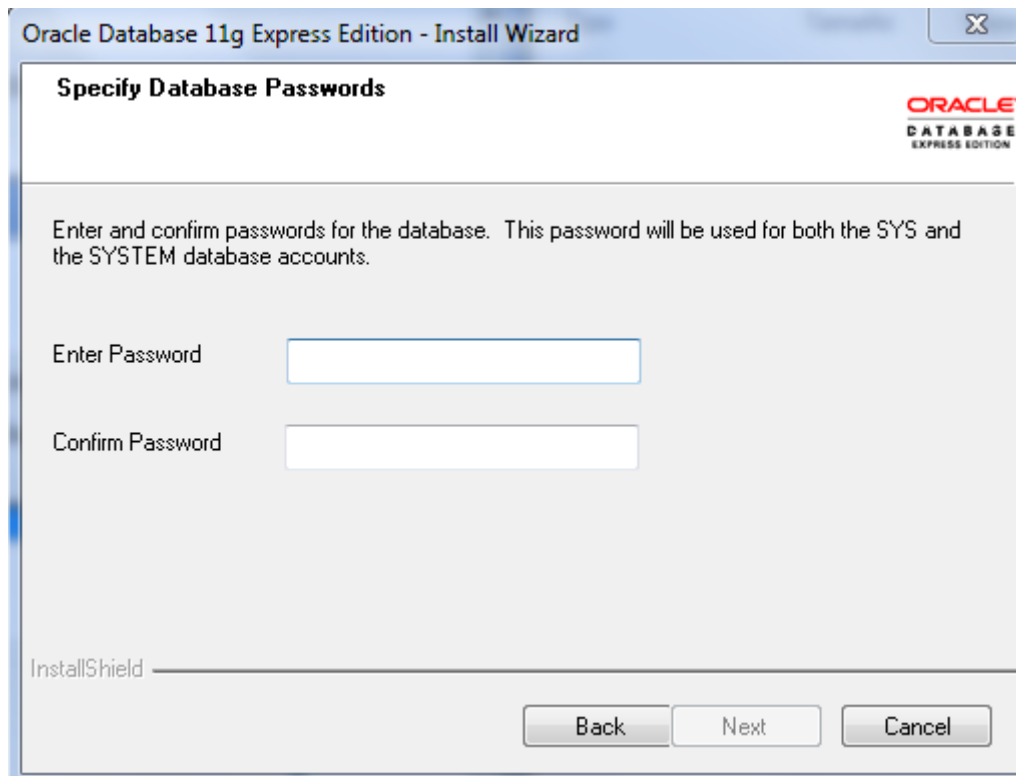 Oracle Database 11g Express Edition - Install Wizard
Specify Database Passwords
ORACLE
DATABASE
EXPRESS EDITION
Enter and confirm passwords for the database. This password will be used for both the SYS and
the SYSTEM database accounts.
Enter Password
Confirm Password
InstallShield
Back Next Cancel